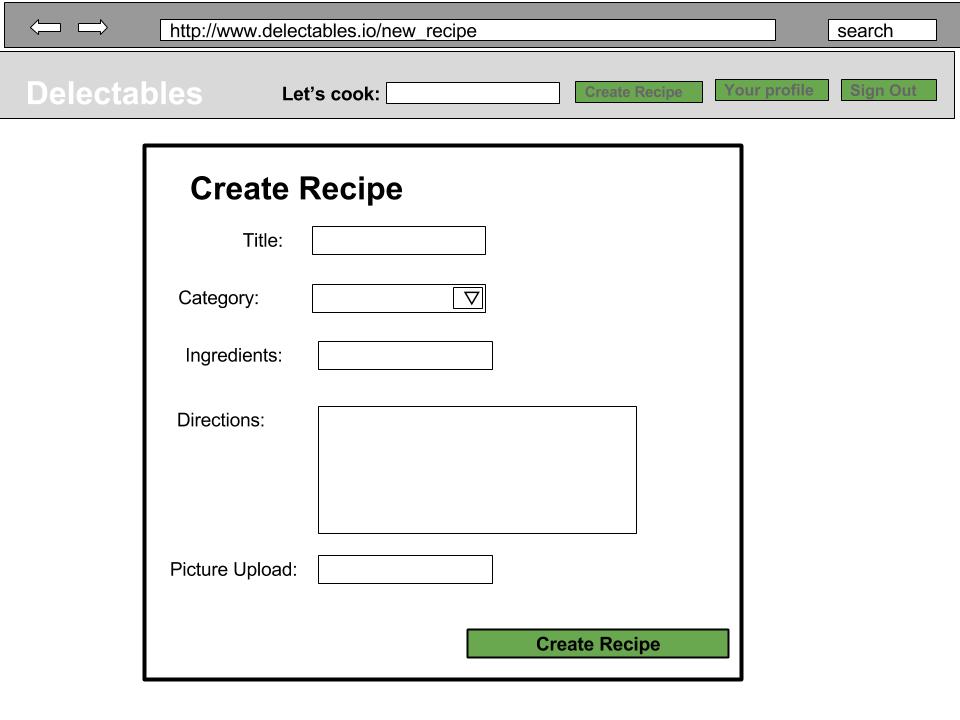 http://www.delectables.io/new_recipe search
Delectables Let's cook: Create Recipe Your profile Sign Out
Create Recipe
Title:
Category:
Ingredients:
Directions:
Picture Upload:
Create Recipe